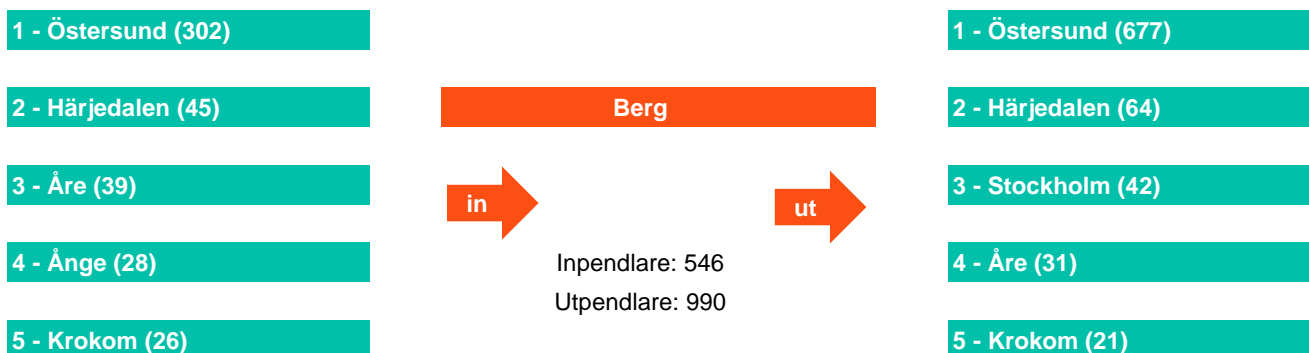 1 - Östersund (302)
2 - Härjedalen (45)
3 - Åre (39)
4 - Ånge (28)
5 - Krokom (26)
Berg
in
ut
Inpendlare: 546
Utpendlare: 990
1 - Östersund (677)
2 - Härjedalen (64)
3 - Stockholm (42)
4 - Åre (31)
5 - Krokom (21)